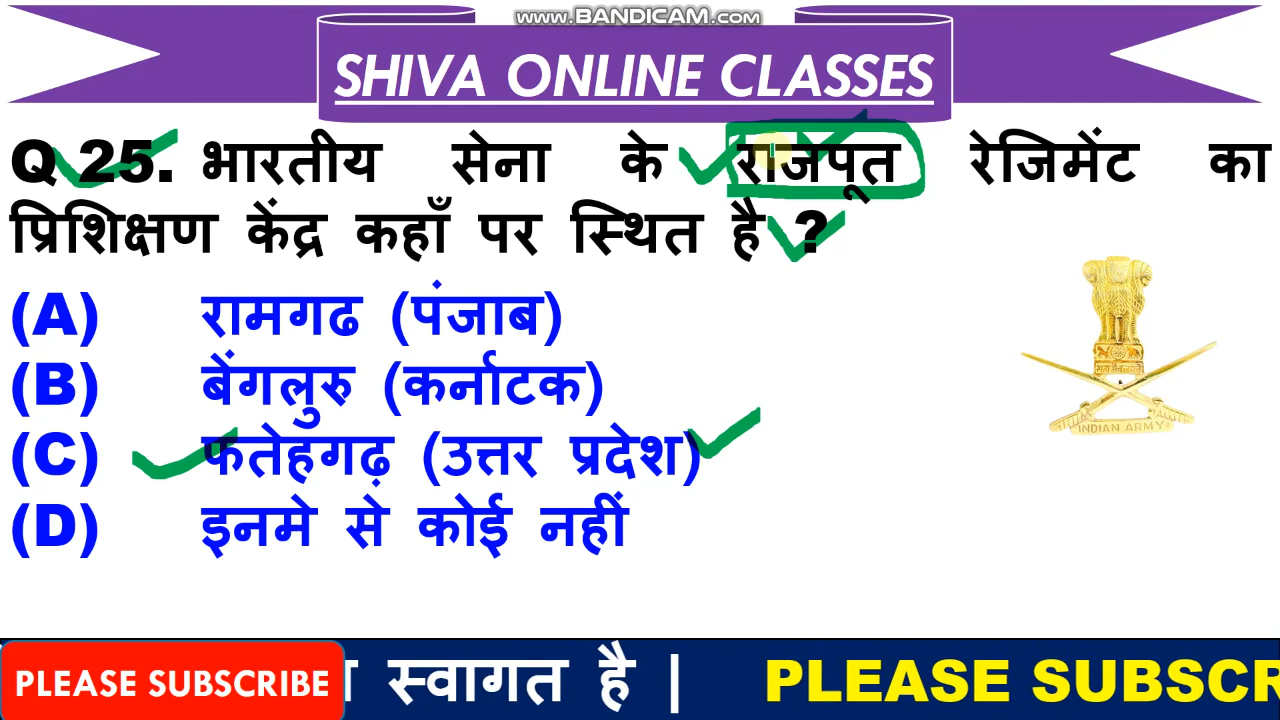 www.BANDICAM.com
SHIVA ONLINE CLASSES
Q 25. भारतीय सेना के राजपूत रेजिमेंट का
प्रिशिक्षण केंद्र कहाँ पर स्थित है ?
(A) रामगढ (पंजाब)
(B) बेंगलुरु (कर्नाटक)
(C) फतेहगढ़ (उत्तर प्रदेश)
(D) इनमे से कोई नहीं
INDIAN ARMY
PLEASE SUBSCRIBE स्वागत है | PLEASE SUBSCR